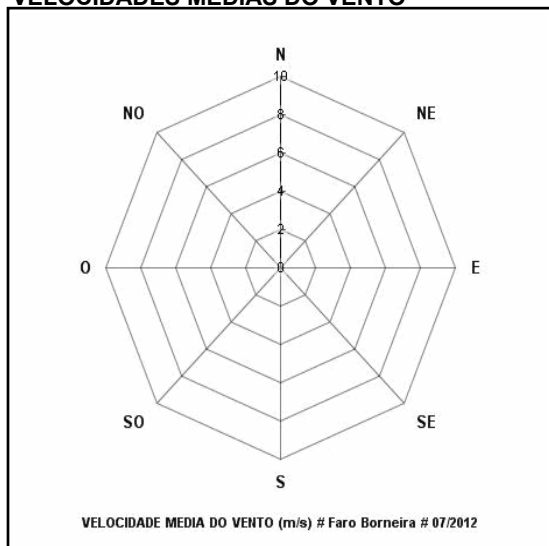 VELOCIDADES MEDIAS DO VENTO
N
10
NO
NE
8
6
4
2
O
0
E
SO
SE
S
VELOCIDADE MEDIA DO VENTO (m/s) # Faro Borneira # 07/2012